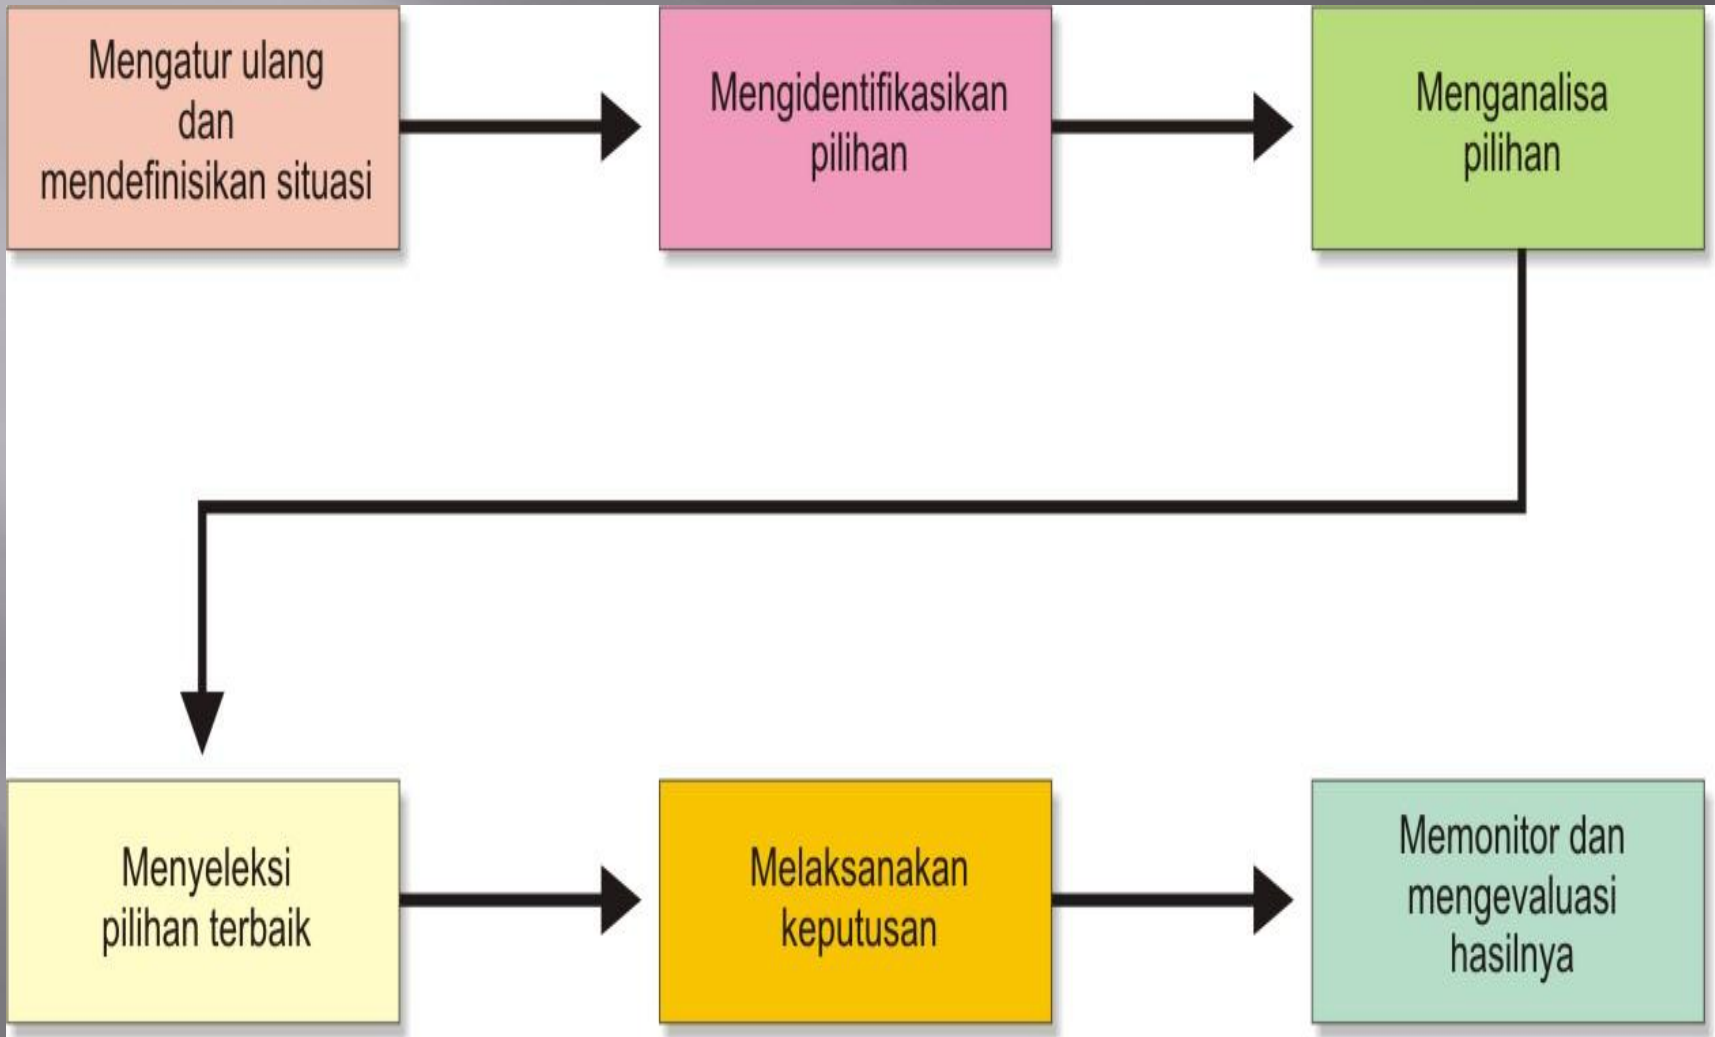 Mengatur ulang
dan
mendefinisikan situasi
Mengidentifikasikan
pilihan
Menganalisa
pilihan
Menyeleksi
pilihan terbaik
Melaksanakan
keputusan
Memonitor dan
mengevaluasi
hasilnya